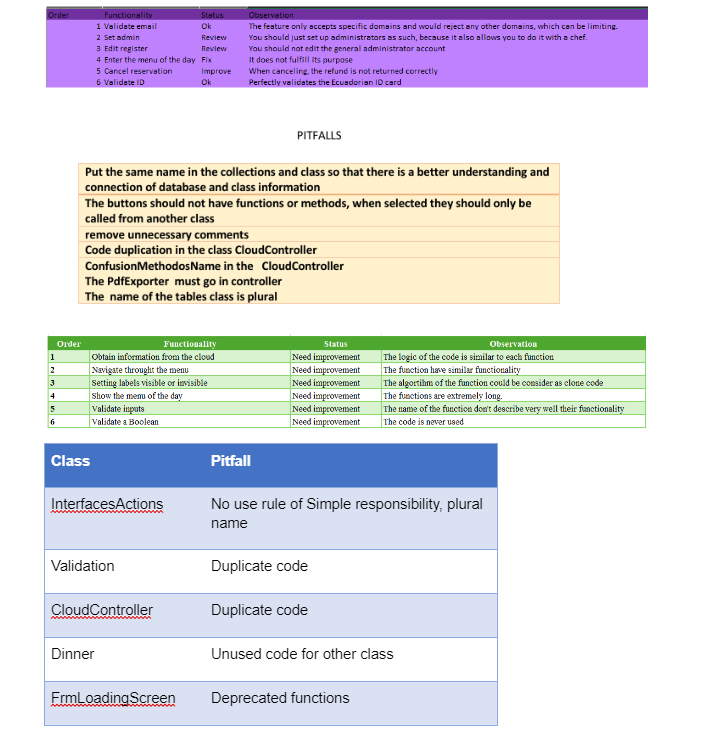 Order Functionality Status Observation
1 Validate email Ok The feature only accepts specific domains and would reject any other domains, which can be limiting.
2 Set admin Review You should just set up administrators as such, because it also allows you to do it with a chef.
3 Edit register Review You should not edit the general administrator account
4 Enter the menu of the day Fix It does not fulfill its purpose
5 Cancel reservation Improve When canceling, the refund is not returned correctly
6 Validate ID Ok Perfectly validates the Ecuadorian ID card
PITFALLS
Put the same name in the collections and class so that there is a better understanding and
connection of database and class information
The buttons should not have functions or methods, when selected they should only be
called from another class
remove unnecessary comments
Code duplication in the class CloudController
ConfusionMethodosName in the CloudController
The PdfExporter must go in controller
The name of the tables class is plural
Order Functionality Status Observation
1 Obtain information from the cloud Need improvement The logic of the code is similar to each function
2 Navigate throught the menu Need improvement The function have similar functionality
3 Setting labels visible or invisible Need improvement The algortihm of the function could be consider as clone code
4 Show the menu of the day Need improvement The functions are extremely long.
5 Validate inputs Need improvement The name of the function don't describe very well their functionality
6 Validate a Boolean Need improvement The code is never used
Class Pitfall
InterfacesActions No use rule of Simple responsibility, plural
name
Validation Duplicate code
CloudController Duplicate code
Dinner Unused code for other class
FrmLoadingScreen Deprecated functions